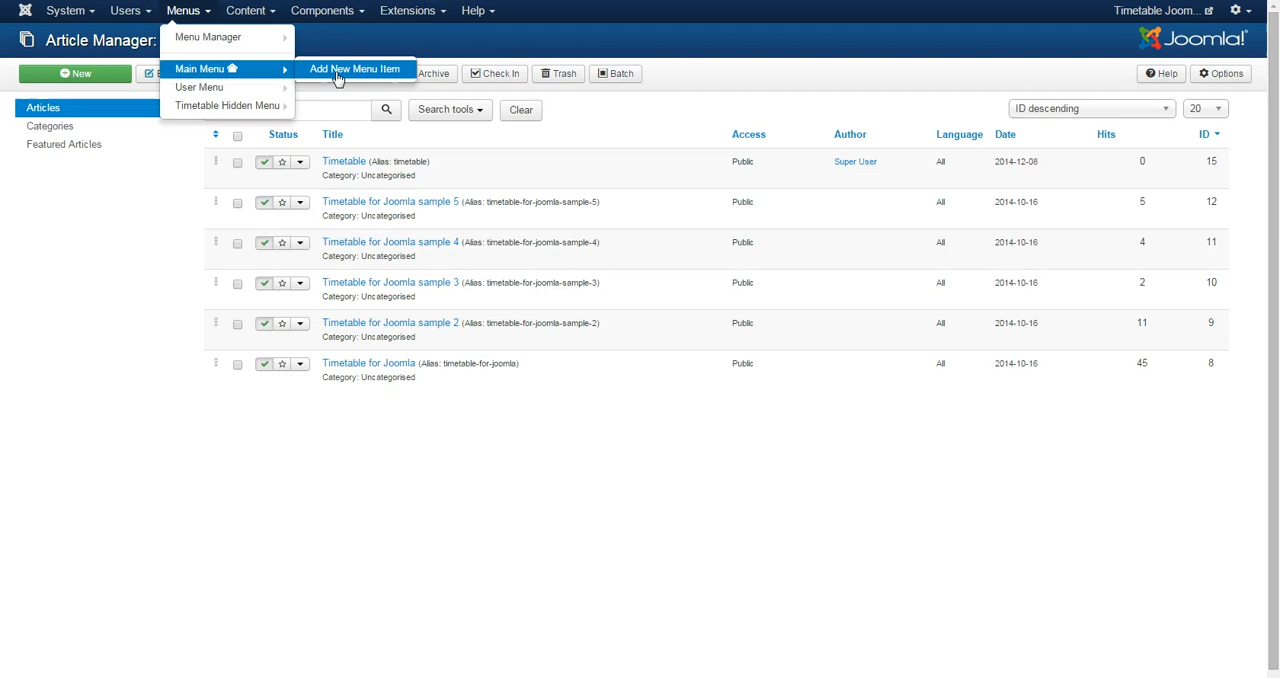 System Users Menus Content Components Extensions Help Timetable Joom...
Article Manager: Joomla!
Menu Manager
Main Menu Add New Menu Item
User Menu
Timetable Hidden Menu
New Archive Check In Trash Batch Help Options
Articles
Categories
Featured Articles
Search tools Clear ID descending 20
Status Title Access Author Language Date Hits ID
Timetable (Alias: timetable) Public Super User All 2014-12-08 0 15
Category: Uncategorised
Timetable for Joomla sample 5 (Alias: timetable-for-joomla-sample-5) Public All 2014-10-16 5 12
Category: Uncategorised
Timetable for Joomla sample 4 (Alias: timetable-for-joomla-sample-4) Public All 2014-10-16 4 11
Category: Uncategorised
Timetable for Joomla sample 3 (Alias: timetable-for-joomla-sample-3) Public All 2014-10-16 2 10
Category: Uncategorised
Timetable for Joomla sample 2 (Alias: timetable-for-joomla-sample-2) Public All 2014-10-16 11 9
Category: Uncategorised
Timetable for Joomla (Alias: timetable-for-joomla) Public All 2014-10-16 45 8
Category: Uncategorised